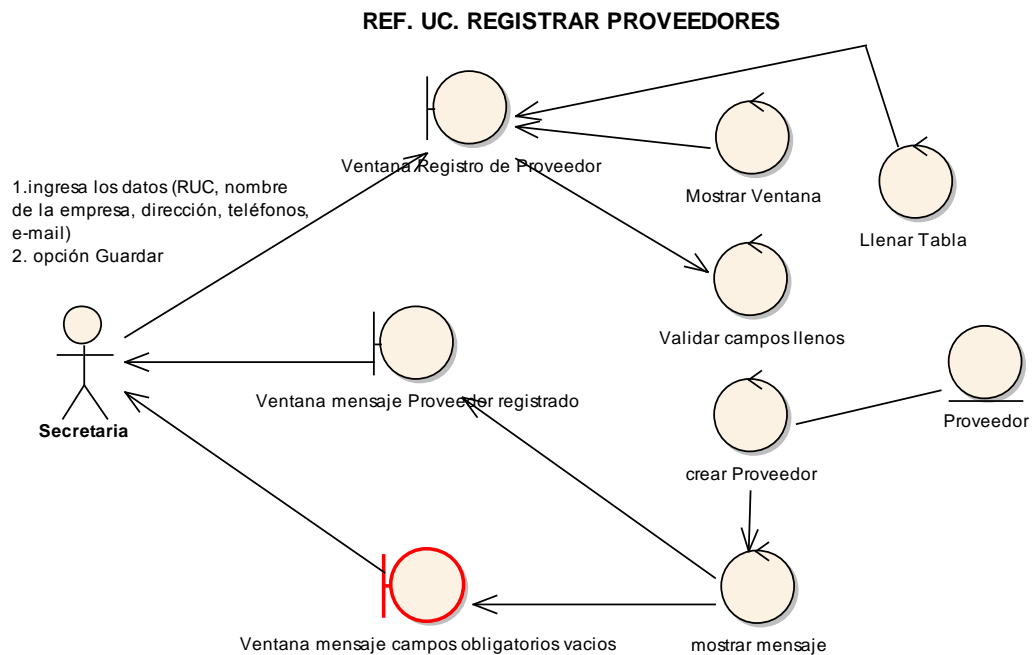 REF. UC. REGISTRAR PROVEEDORES
Ventana Registro de Proveedor
Mostrar Ventana
Llenar Tabla
1.ingresa los datos (RUC, nombre
de la empresa, dirección, teléfonos,
e-mail)
2. opción Guardar
Validar campos llenos
Ventana mensaje Proveedor registrado
Secretaria
Proveedor
crear Proveedor
Ventana mensaje campos obligatorios vacios
mostrar mensaje